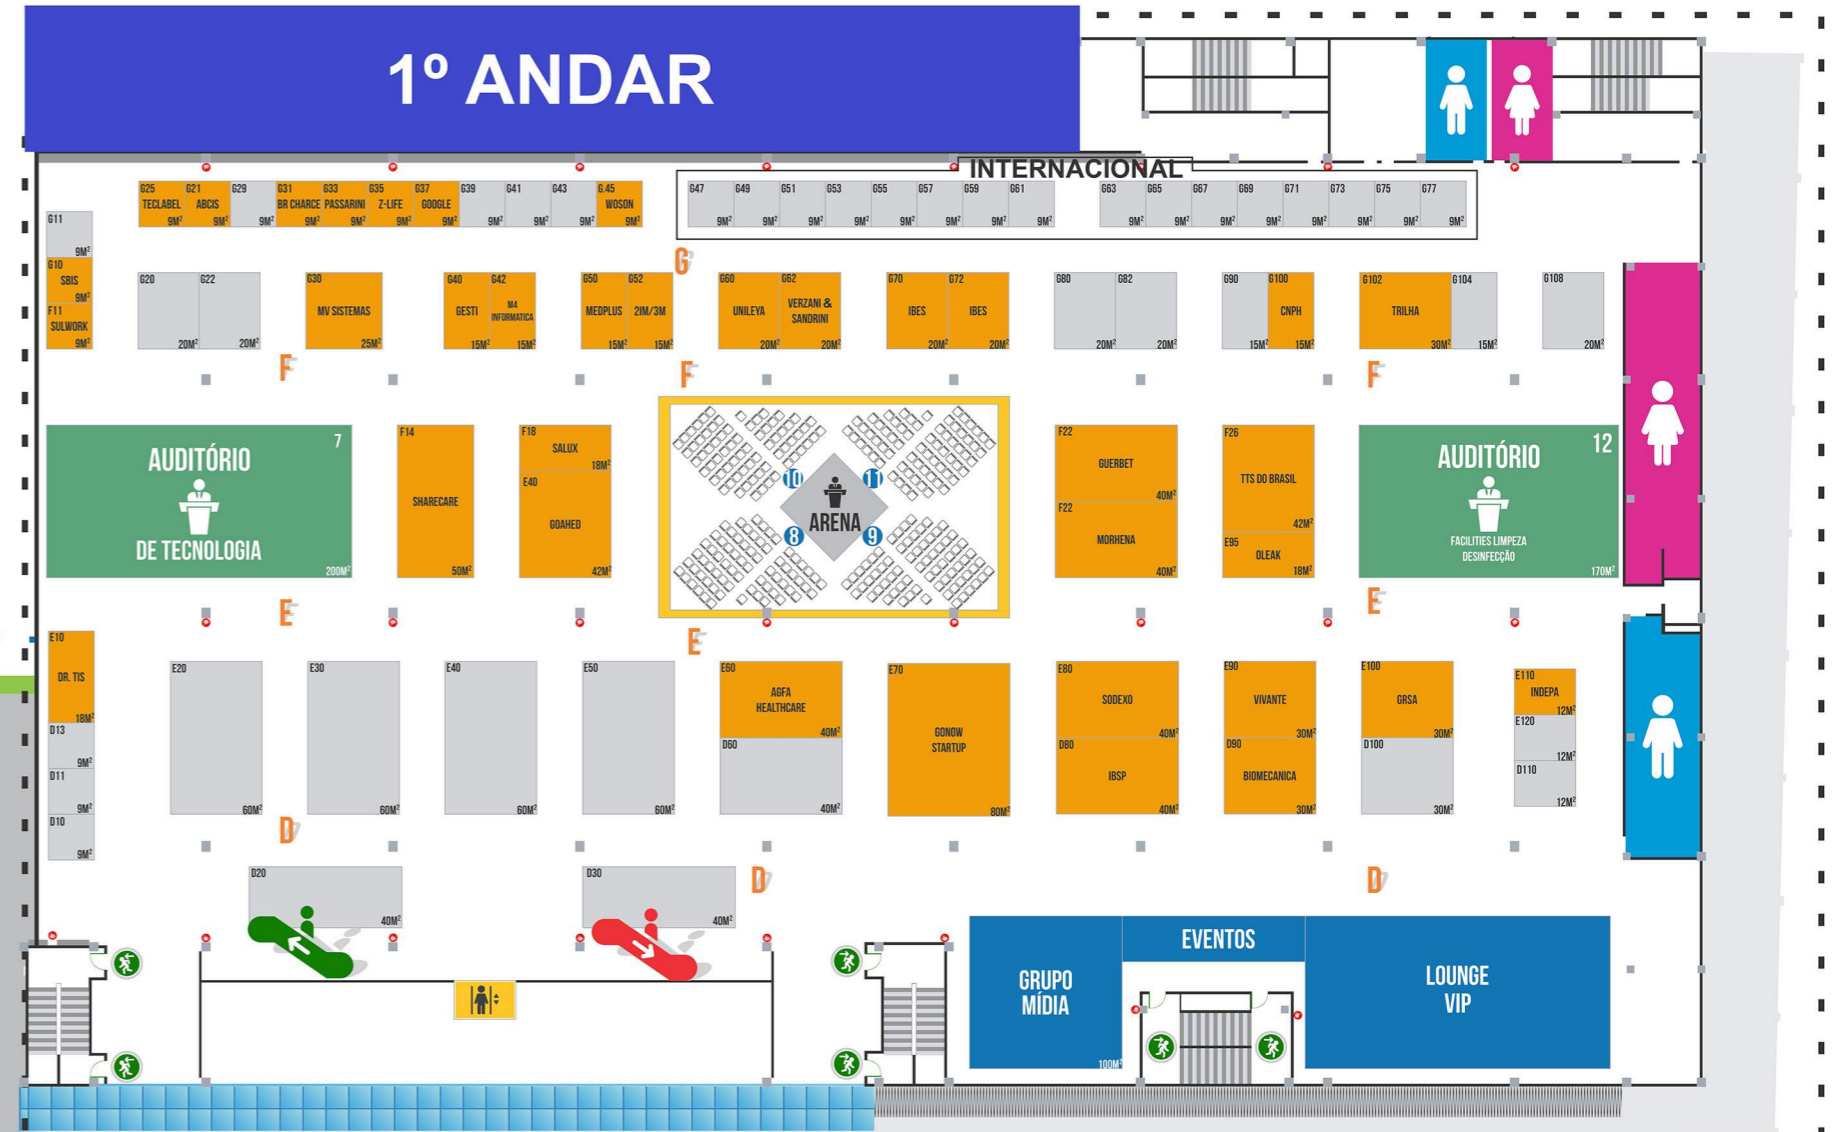 1º ANDAR
INTERNACIONAL
G25 G21 G29 G31 G33 G35 G37 G39 G41 G43 G.45
TECLABEL ABCIS BR CHARCE PASSARINI Z-LIFE GOOGLE WOSON
9M² 9M² 9M² 9M² 9M² 9M² 9M² 9M² 9M² 9M² 9M²
G47 G49 G51 G53 G55 G57 G59 G61
9M² 9M² 9M² 9M² 9M² 9M² 9M² 9M²
G63 G65 G67 G69 G71 G73 G75 G77
9M² 9M² 9M² 9M² 9M² 9M² 9M² 9M²
G11
9M²
G10
SBIS
9M²
F11
SULWORK
9M²
G
G20
20M²
G22
20M²
G30
MV SISTEMAS
25M²
G40
GESTI
15M²
G42
M4
INFORMATICA
15M²
G50
MEDPLUS
15M²
G52
2IM/3M
15M²
G60
UNILEYA
20M²
G62
VERZANI &
SANDRINI
20M²
G70
IBES
20M²
G72
IBES
20M²
G80
20M²
G82
20M²
G90
15M²
G100
CNPH
15M²
G102
TRILHA
30M²
G104
15M²
G108
20M²
F
F
F
7
AUDITÓRIO
DE TECNOLOGIA
200M²
F14
SHARECARE
50M²
F18
SALUX
18M²
E40
GOAHED
42M²
10 11
ARENA
8 9
F22
GUERBET
40M²
F22
MORHENA
40M²
F26
TTS DO BRASIL
42M²
E95
OLEAK
18M²
12
AUDITÓRIO
FACILITIES LIMPEZA
DESINFECÇÃO
170M²
E
E
E
E10
DR. TIS
18M²
D13
9M²
D11
9M²
D10
9M²
E20
60M²
E30
60M²
E40
60M²
E50
60M²
E60
AGFA
HEALTHCARE
40M²
D60
40M²
E70
GONOW
STARTUP
80M²
E80
SODEXO
40M²
D80
IBSP
40M²
E90
VIVANTE
30M²
D90
BIOMECANICA
30M²
E100
GRSA
30M²
D100
30M²
E110
INDEPA
12M²
E120
12M²
D110
12M²
D
D
D
D20
40M²
D30
40M²
GRUPO
MÍDIA
100M²
EVENTOS
LOUNGE
VIP